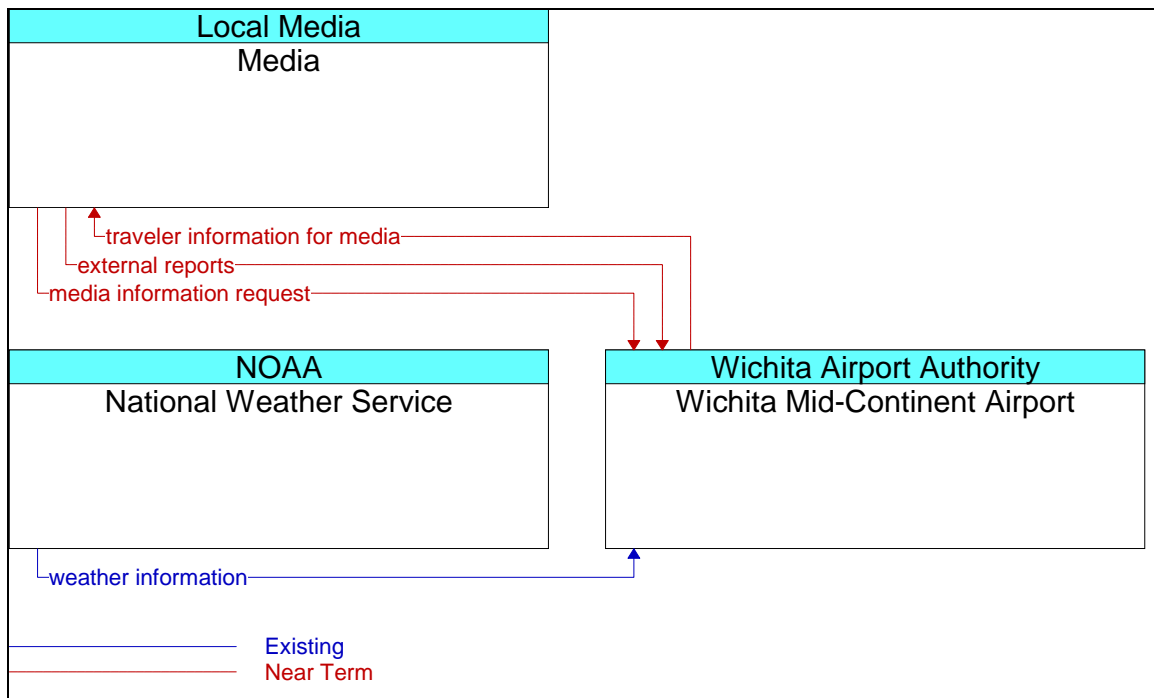 Local Media
Media
traveler information for media
external reports
media information request
NOAA
National Weather Service
Wichita Airport Authority
Wichita Mid-Continent Airport
weather information
Existing
Near Term